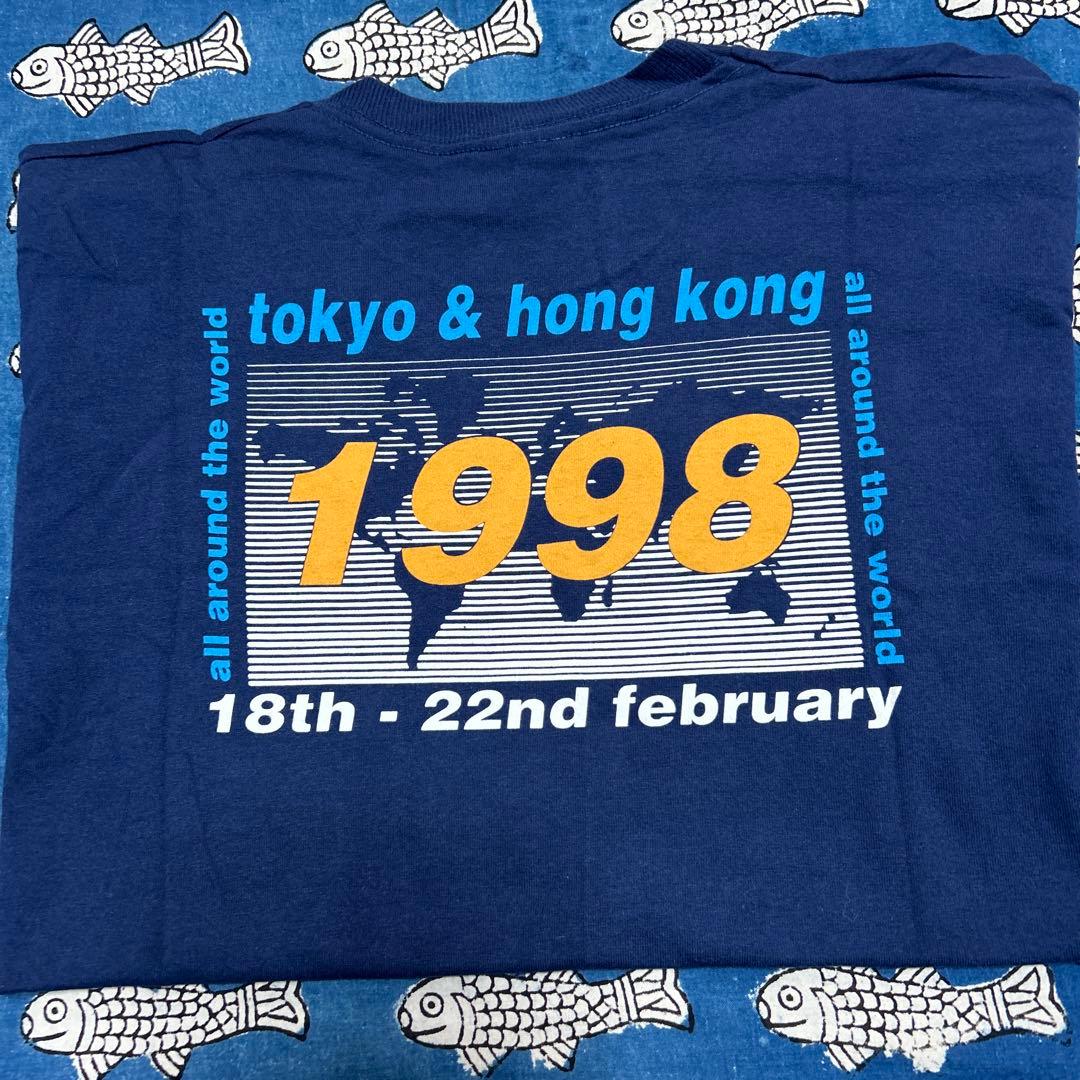 tokyo & hong kong
all around the world
1998
all around the world
18th - 22nd february